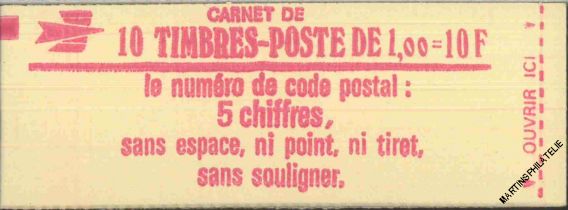 CARNET DE
10 TIMBRES-POSTE DE 1,00=10F
le numéro de code postal :
5 chiffres,
sans espace, ni point, ni tiret,
sans souligner.
OUVRIR ICI
MARTINSPHILATELIE